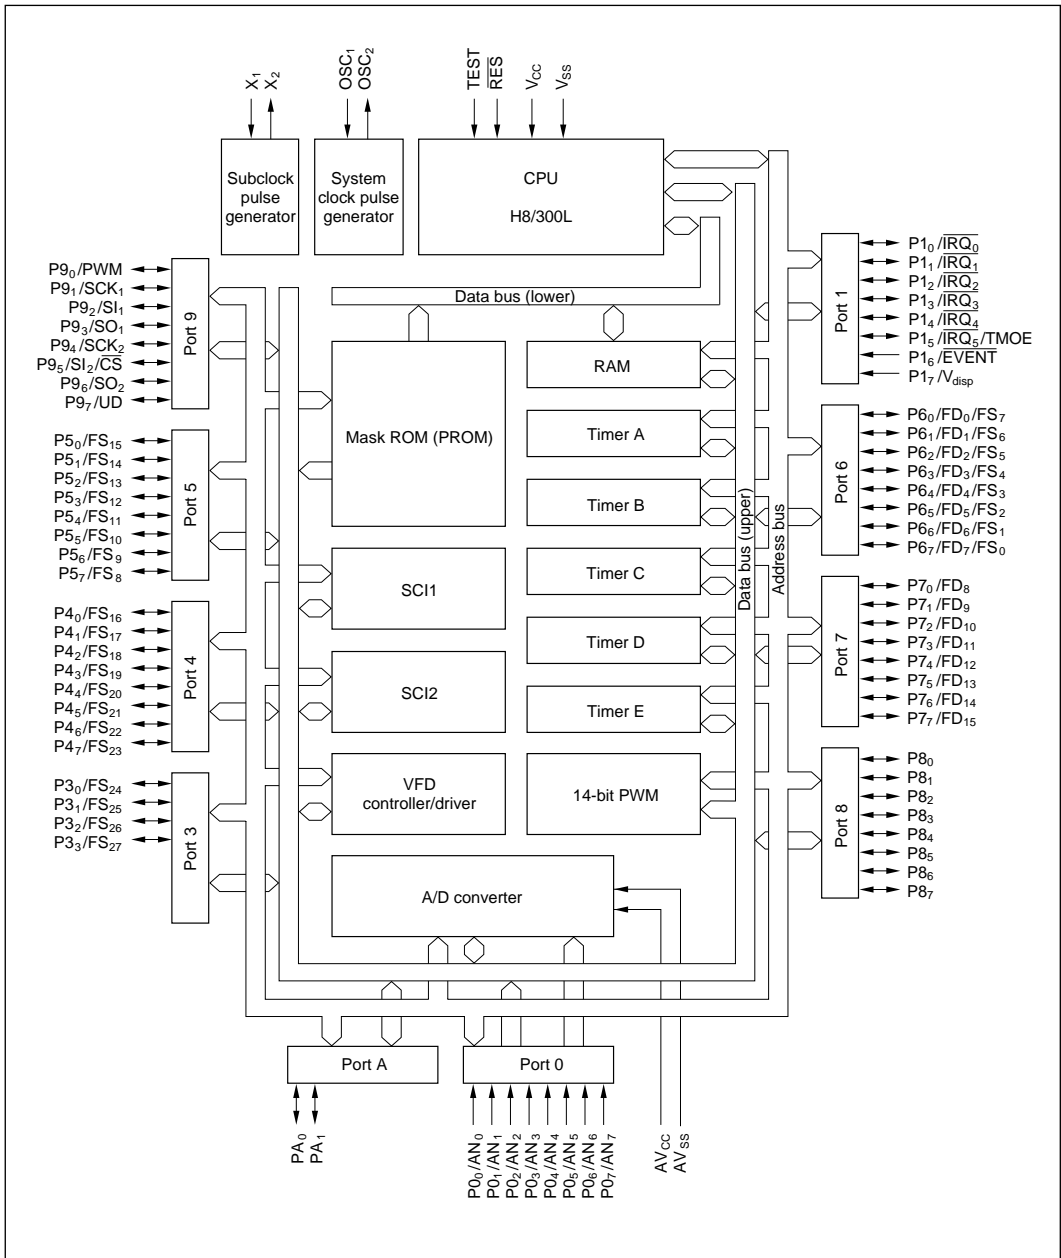 X1
X2
OSC1
OSC2
TEST
RES
VCC
VSS
Subclock
pulse
generator
System
clock pulse
generator
CPU
H8/300L
P90/PWM
P91/SCK1
P92/SI1
P93/SO1
P94/SCK2
P95/SI2/CS
P96/SO2
P97/UD
Port 9
P50/FS15
P51/FS14
P52/FS13
P53/FS12
P54/FS11
P55/FS10
P56/FS9
P57/FS8
Port 5
P40/FS16
P41/FS17
P42/FS18
P43/FS19
P44/FS20
P45/FS21
P46/FS22
P47/FS23
Port 4
P30/FS24
P31/FS25
P32/FS26
P33/FS27
Port 3
Data bus (lower)
Mask ROM (PROM)
SCI1
SCI2
VFD
controller/driver
RAM
Timer A
Timer B
Timer C
Timer D
Timer E
14-bit PWM
A/D converter
Data bus (upper)
Address bus
Port 1
P10/IRQ0
P11/IRQ1
P12/IRQ2
P13/IRQ3
P14/IRQ4
P15/IRQ5/TMOE
P16/EVENT
P17/Vdisp
Port 6
P60/FD0/FS7
P61/FD1/FS6
P62/FD2/FS5
P63/FD3/FS4
P64/FD4/FS3
P65/FD5/FS2
P66/FD6/FS1
P67/FD7/FS0
Port 7
P70/FD8
P71/FD9
P72/FD10
P73/FD11
P74/FD12
P75/FD13
P76/FD14
P77/FD15
Port 8
P80
P81
P82
P83
P84
P85
P86
P87
Port A
PA0
PA1
Port 0
P00/AN0
P01/AN1
P02/AN2
P03/AN3
P04/AN4
P05/AN5
P06/AN6
P07/AN7
AVCC
AVSS